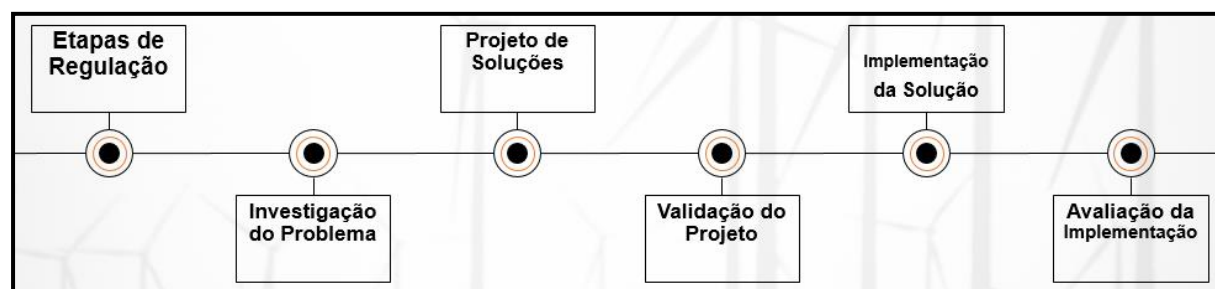 Etapas de
Regulação
Investigação
do Problema
Projeto de
Soluções
Validação do
Projeto
Implementação
da Solução
Avaliação da
Implementação